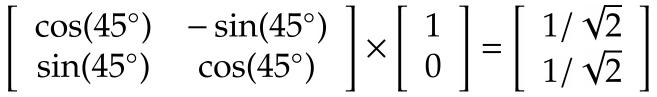 [ cos(45°) − sin(45°) ] × [ 1 ] = [ 1/√2 ]
[ sin(45°) cos(45°) ] [ 0 ] [ 1/√2 ]